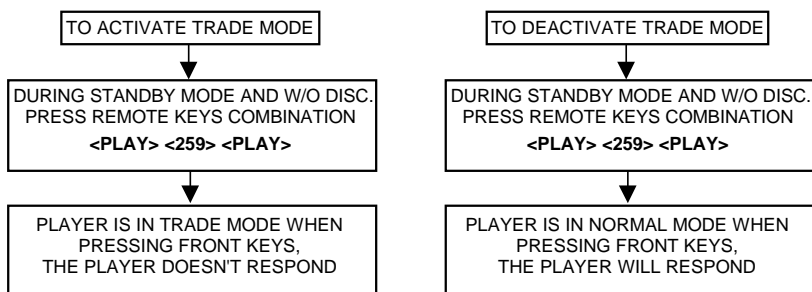 TO ACTIVATE TRADE MODE
DURING STANDBY MODE AND W/O DISC.
PRESS REMOTE KEYS COMBINATION
<PLAY> <259> <PLAY>
PLAYER IS IN TRADE MODE WHEN
PRESSING FRONT KEYS,
THE PLAYER DOESN'T RESPOND
TO DEACTIVATE TRADE MODE
DURING STANDBY MODE AND W/O DISC.
PRESS REMOTE KEYS COMBINATION
<PLAY> <259> <PLAY>
PLAYER IS IN NORMAL MODE WHEN
PRESSING FRONT KEYS,
THE PLAYER WILL RESPOND